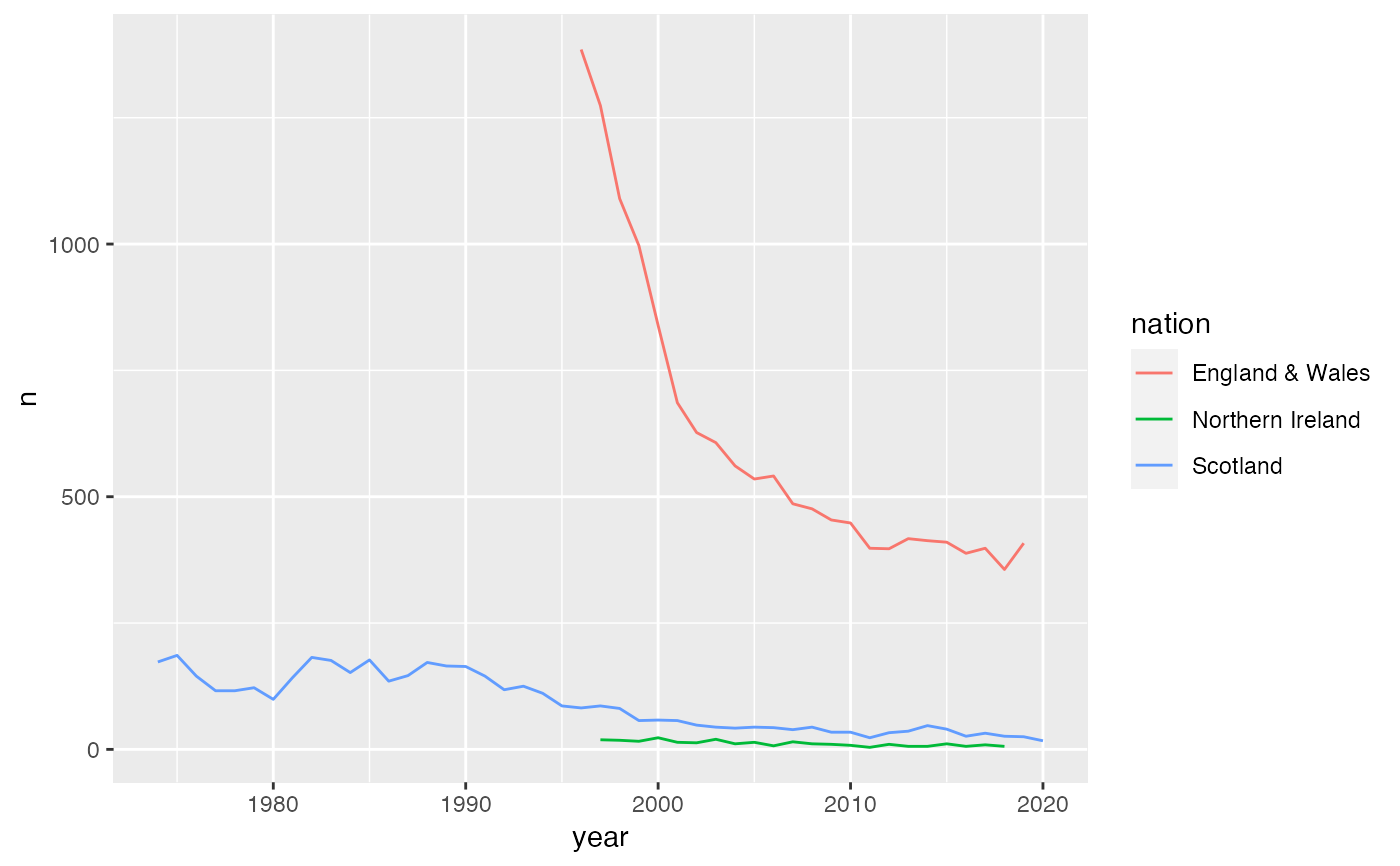 1000
500
0
n
1980 1990 2000 2010 2020
year
nation
England & Wales
Northern Ireland
Scotland